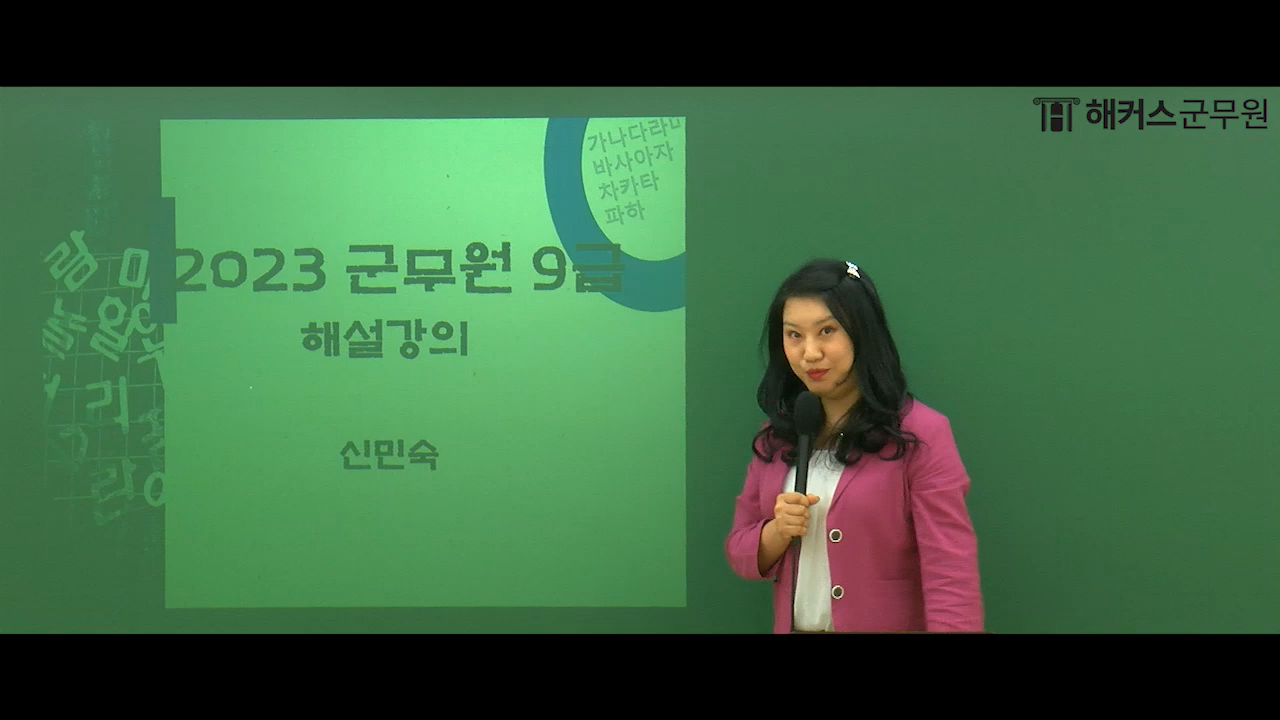 해커스군무원
가나다라마
바사아자
차카타
파하
2023 군무원 9급
해설강의
신민숙